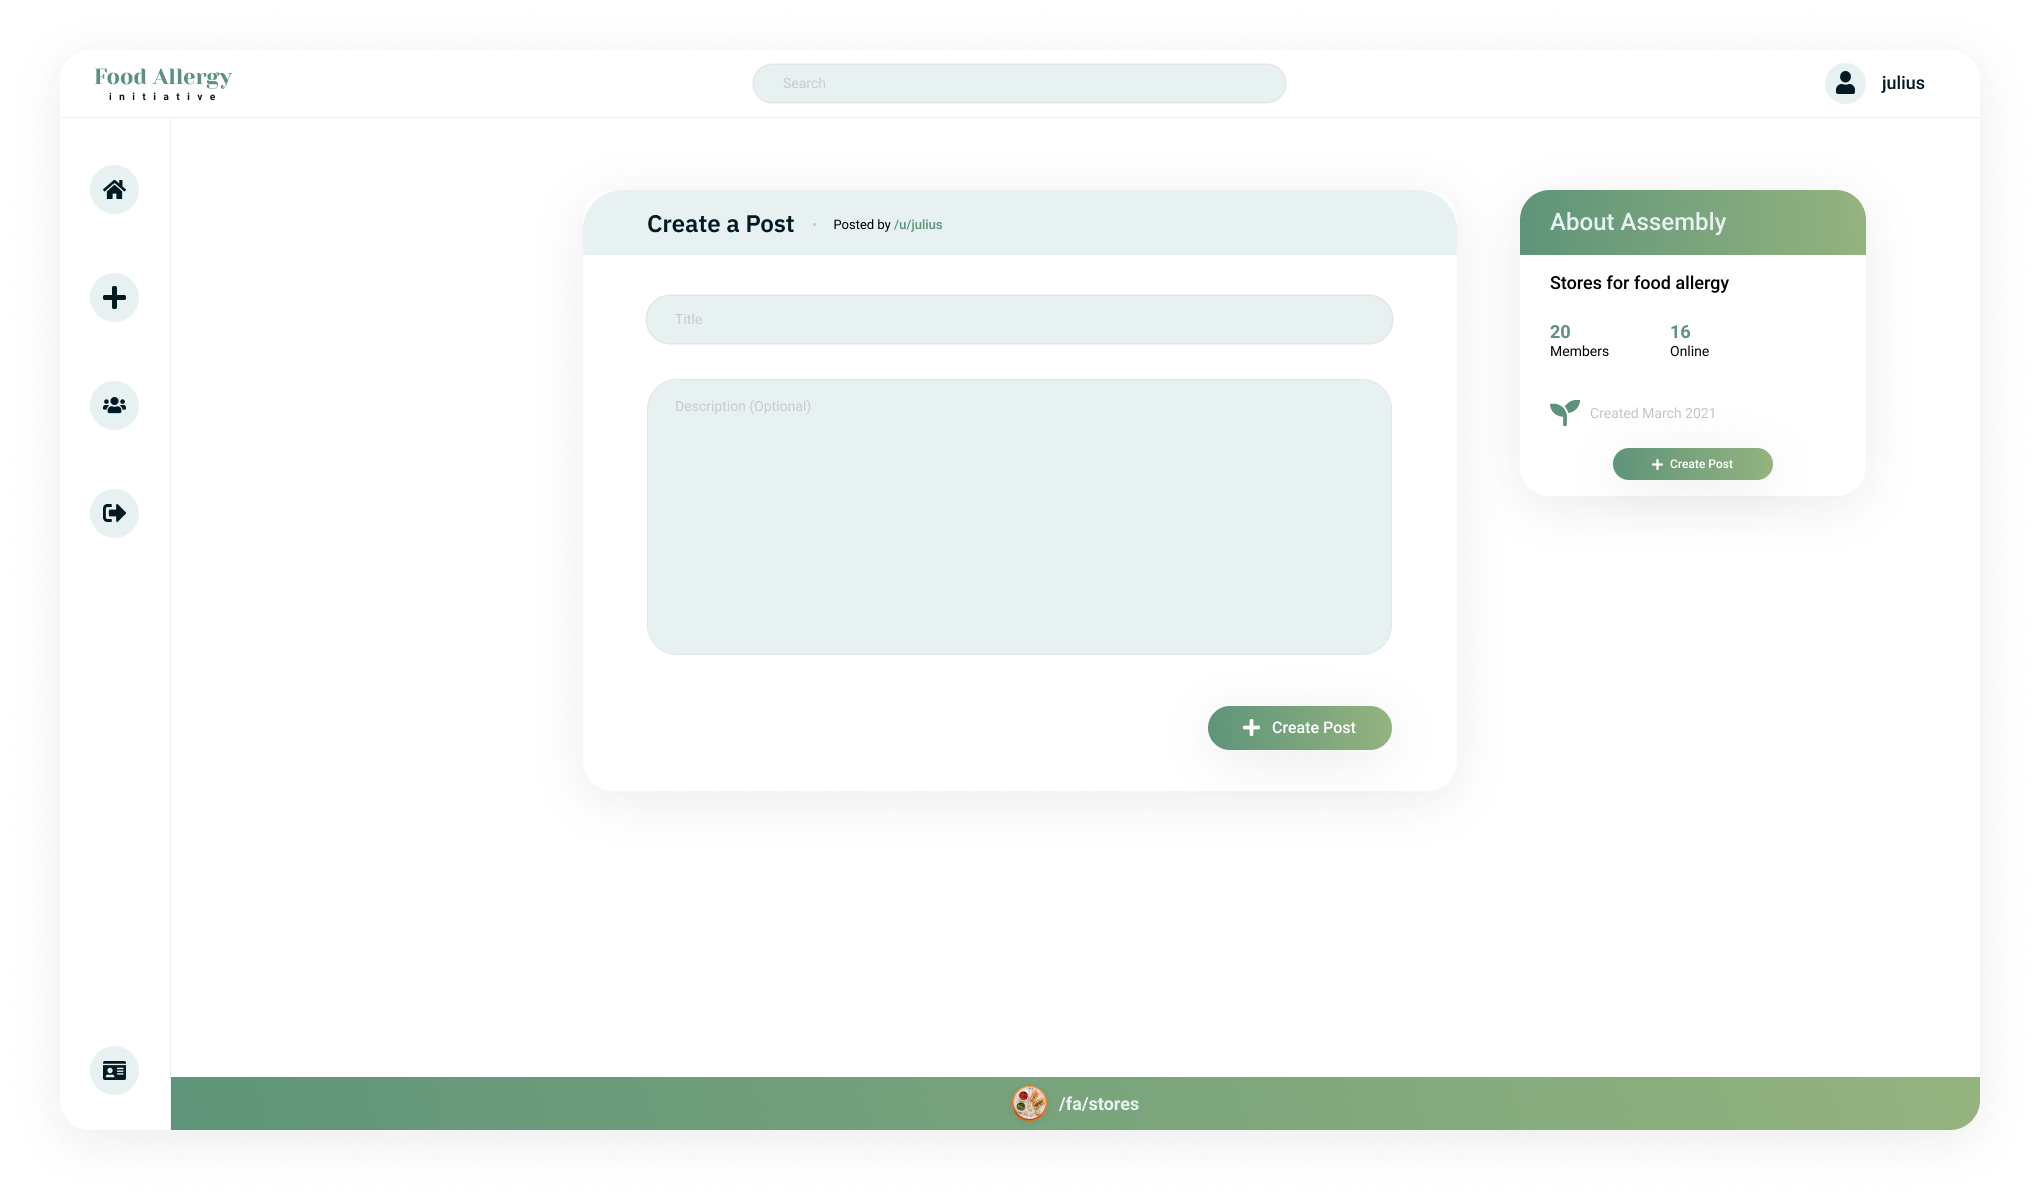 Food Allergy
initiative
Search
julius
Create a Post · Posted by /u/julius
Title
Description (Optional)
Create Post
About Assembly
Stores for food allergy
20
Members
16
Online
Created March 2021
Create Post
/fa/stores